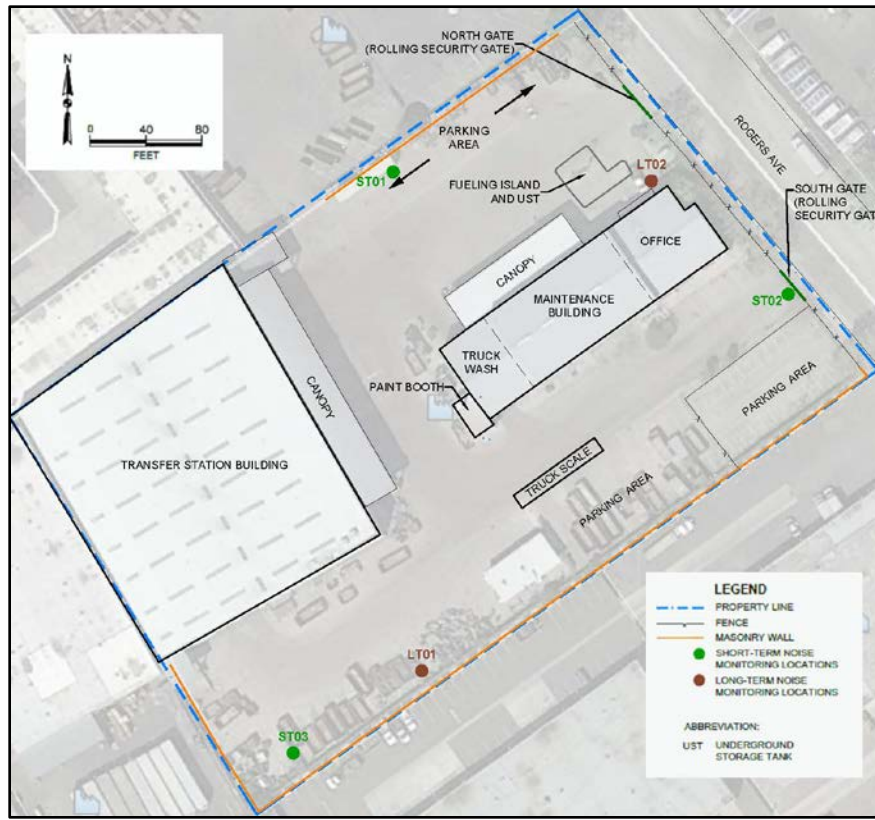 N
0 40 80
FEET
NORTH GATE
(ROLLING SECURITY GATE)
PARKING
AREA
ST01
FUELING ISLAND
AND UST
LT02
ROGERS AVE
SOUTH GATE
(ROLLING
SECURITY GAT
OFFICE
CANOPY
MAINTENANCE
BUILDING
ST02
TRUCK
WASH
PAINT BOOTH
CANOPY
PARKING AREA
TRANSFER STATION BUILDING
TRUCK SCALE
PARKING AREA
LT01
ST03
LEGEND
PROPERTY LINE
FENCE
MASONRY WALL
SHORT-TERM NOISE
MONITORING LOCATIONS
LONG-TERM NOISE
MONITORING LOCATIONS
ABBREVIATION:
UST UNDERGROUND
STORAGE TANK